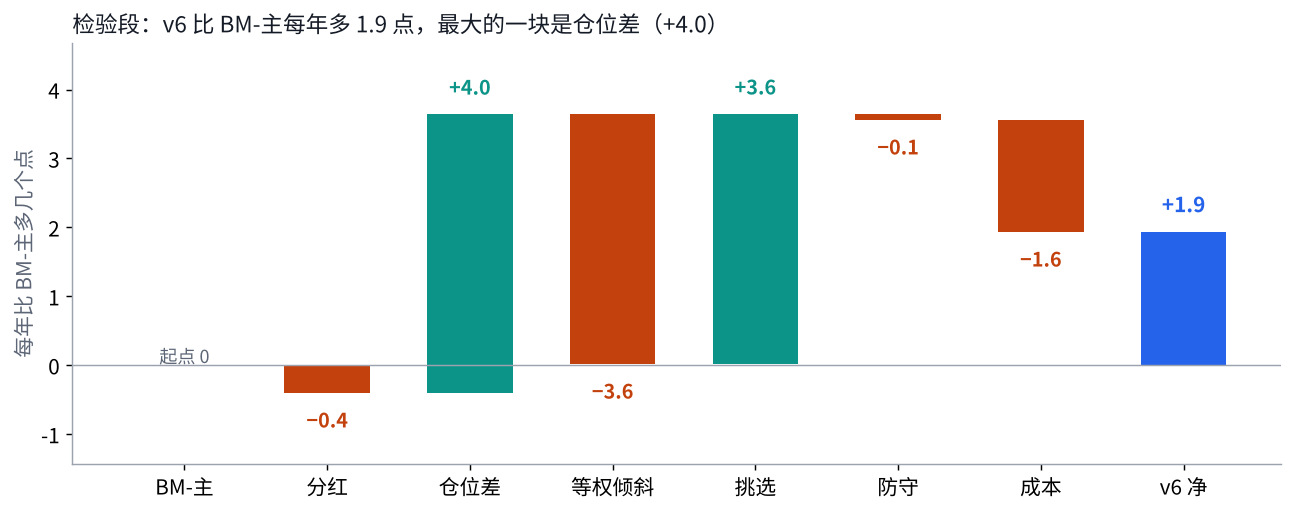 检验段：v6 比 BM-主每年多 1.9 点，最大的一块是仓位差（+4.0）
每年比 BM-主多几个点
4
3
2
1
0
-1
起点 0
−0.4
+4.0
−3.6
+3.6
−0.1
−1.6
+1.9
BM-主
分红
仓位差
等权倾斜
挑选
防守
成本
v6 净